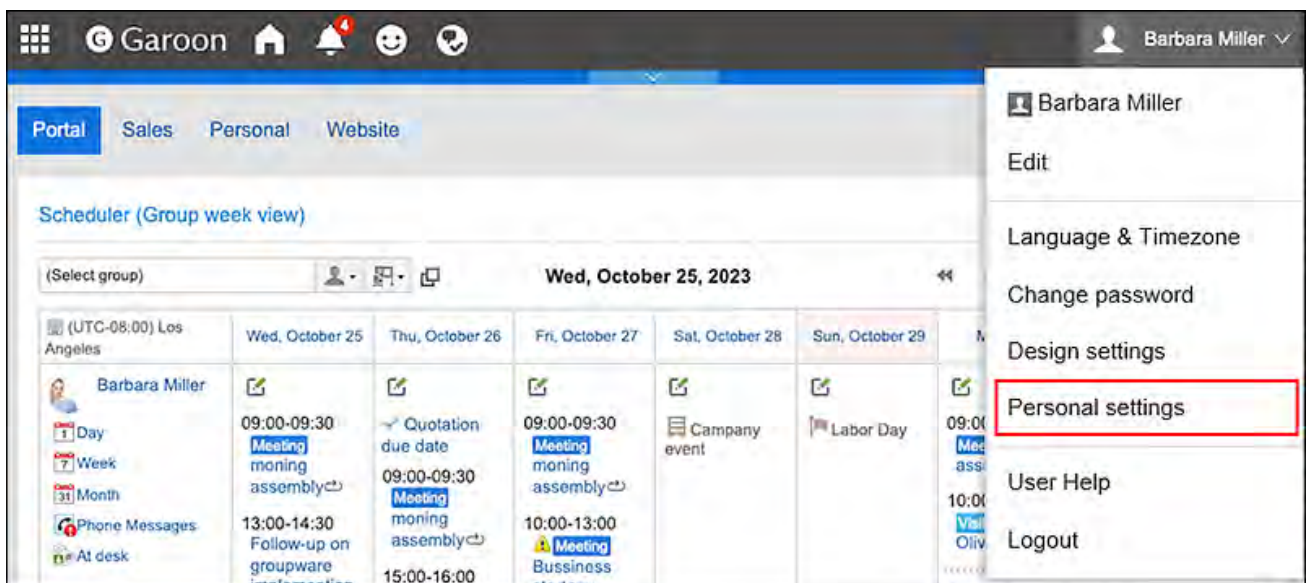 Garoon 4 Barbara Miller
Barbara Miller
Edit
Language & Timezone
Change password
Design settings
Personal settings
User Help
Logout
Portal Sales Personal Website
Scheduler (Group week view)
(Select group) Wed, October 25, 2023
(UTC-08:00) Los
Angeles
Wed, October 25 Thu, October 26 Fri, October 27 Sat, October 28 Sun, October 29
Barbara Miller
1 Day
7 Week
31 Month
Phone Messages
At desk
09:00-09:30
Meeting
moning
assembly
13:00-14:30
Follow-up on
groupware
Quotation
due date
09:00-09:30
Meeting
moning
assembly
15:00-16:00
09:00-09:30
Meeting
moning
assembly
10:00-13:00
Meeting
Bussiness
Campany
event
Labor Day